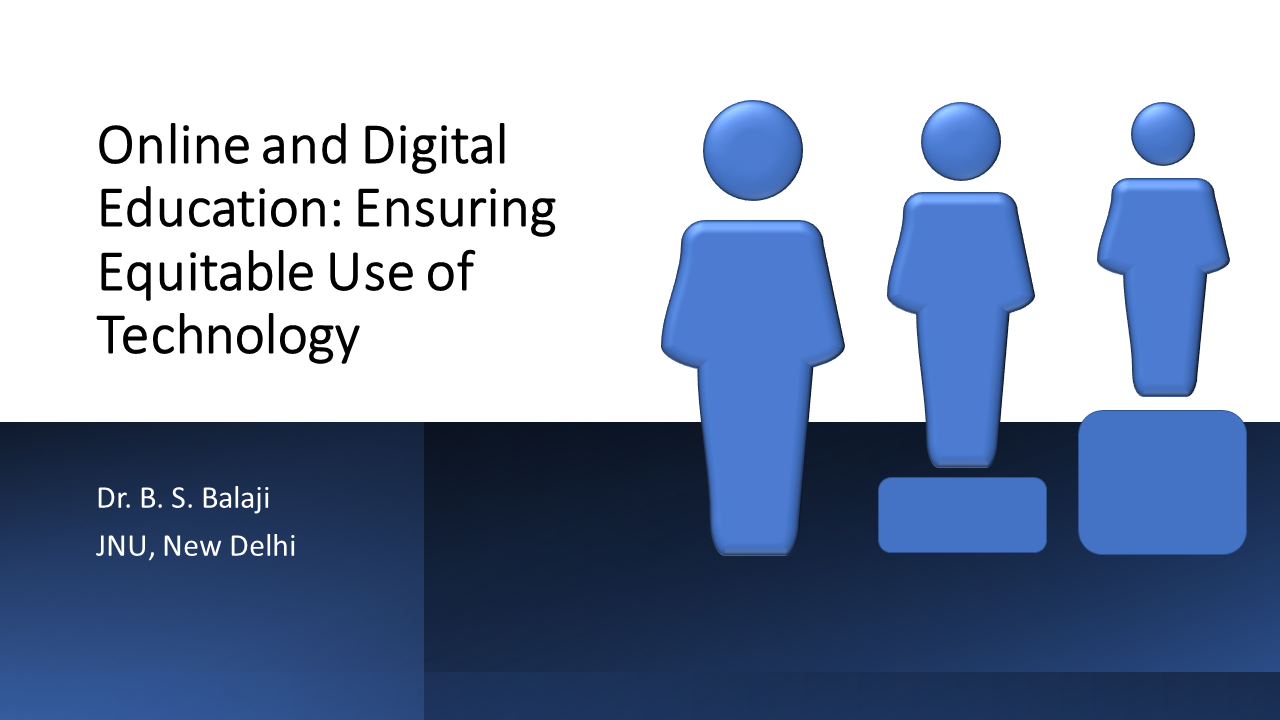 Online and Digital
Education: Ensuring
Equitable Use of
Technology
Dr. B. S. Balaji
JNU, New Delhi